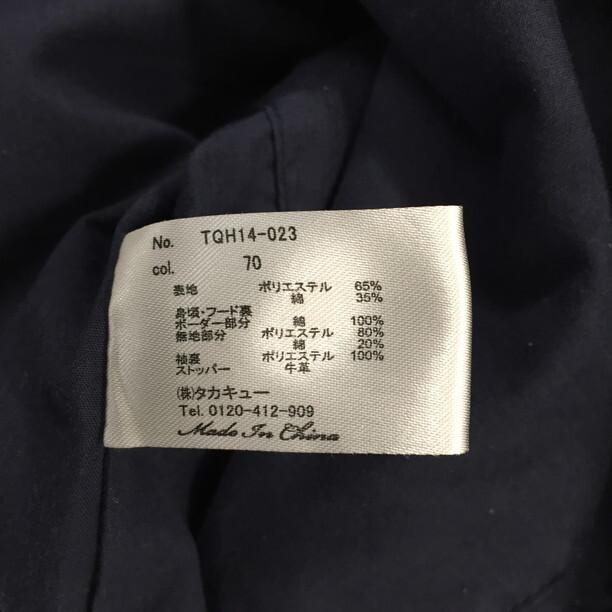 No. TQH14-023
col. 70
表地 ポリエステル 65%
綿 35%
身頃・フード裏
ボーダー部分 綿 100%
無地部分 ポリエステル 80%
綿 20%
袖裏 ポリエステル 100%
ストッパー 牛革
(株)タカキュー
Tel. 0120-412-909
Made In China